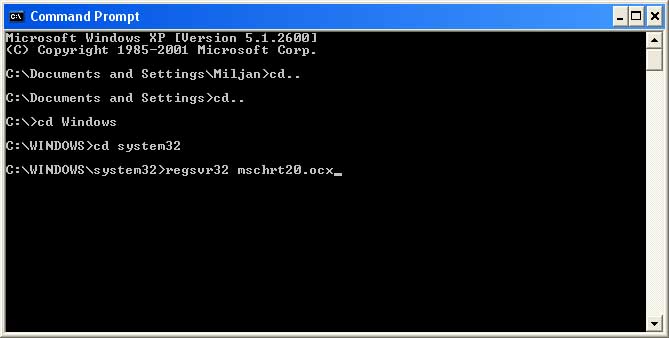 Command Prompt
Microsoft Windows XP [Version 5.1.2600]
(C) Copyright 1985-2001 Microsoft Corp.
C:\Documents and Settings\Miljan>cd..
C:\Documents and Settings>cd..
C:\>cd Windows
C:\WINDOWS>cd system32
C:\WINDOWS\system32>regsvr32 mschrt20.ocx_